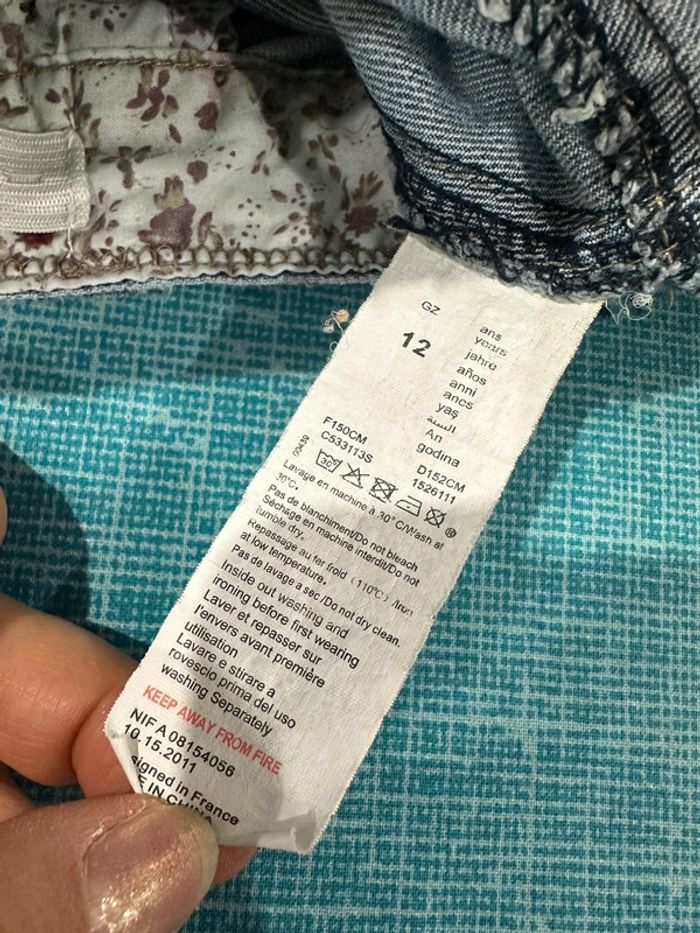 GZ
12
ans
years
jahre
años
anni
ancs
yaş
السنة
An
godina
F150CM
C533113S
D152CM
1526111
00430
30°
®
Lavage en machine à 30° C/Wash at
30°C.
Pas de blanchiment/Do not bleach
Séchage en machine interdit/Do not
tumble dry.
Repassage au fer froid (110°C) /Iron
at low temperature.
Pas de lavage a sec /Do not dry clean.
Inside out washing and
ironing before first wearing
Laver et repasser sur
l'envers avant première
utilisation
Lavare e stirare a
rovescio prima del uso
washing Separately
KEEP AWAY FROM FIRE
NIF A 08154056
10.15.2011
signed in France
E IN CHINA